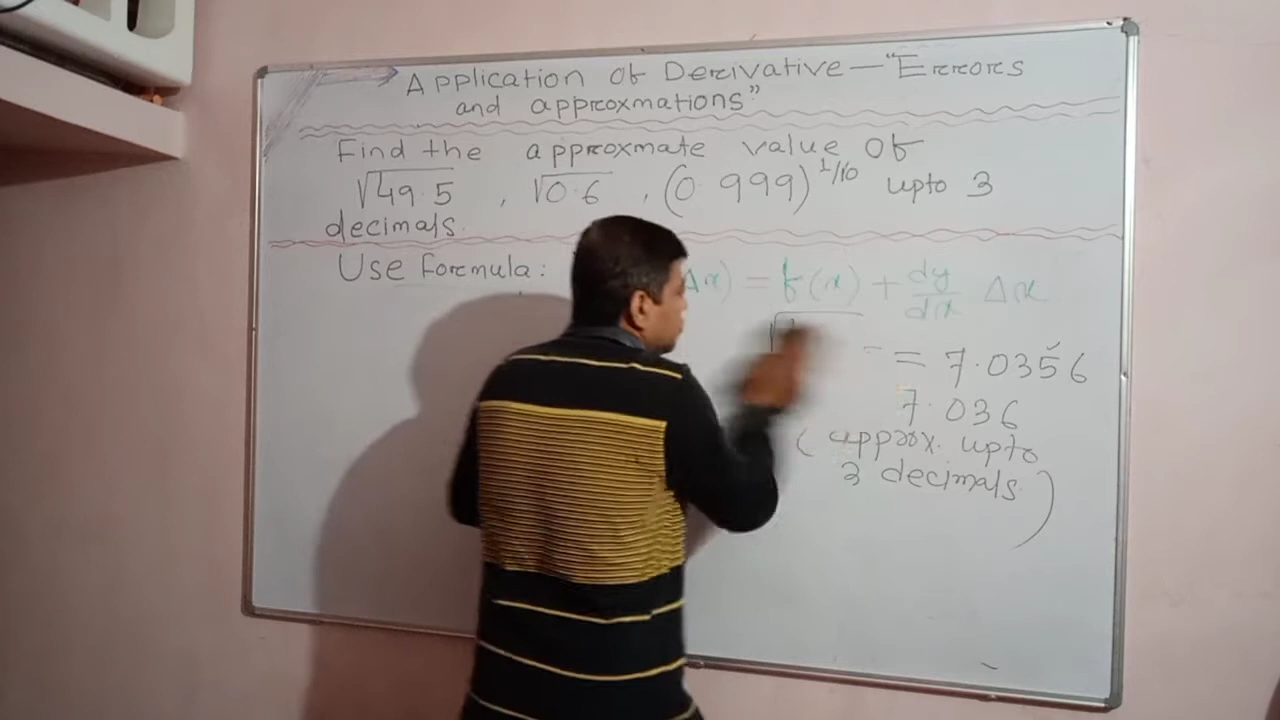 Application of Derivative — "Errors
and approxmations"
Find the approxmate value of
√49.5 , √0.6 , (0.999)^1/10 upto 3
decimals.
Use formula: Δx) = f(x) + dy/dx Δx
= 7.0356
7.036
(approx. upto
3 decimals)